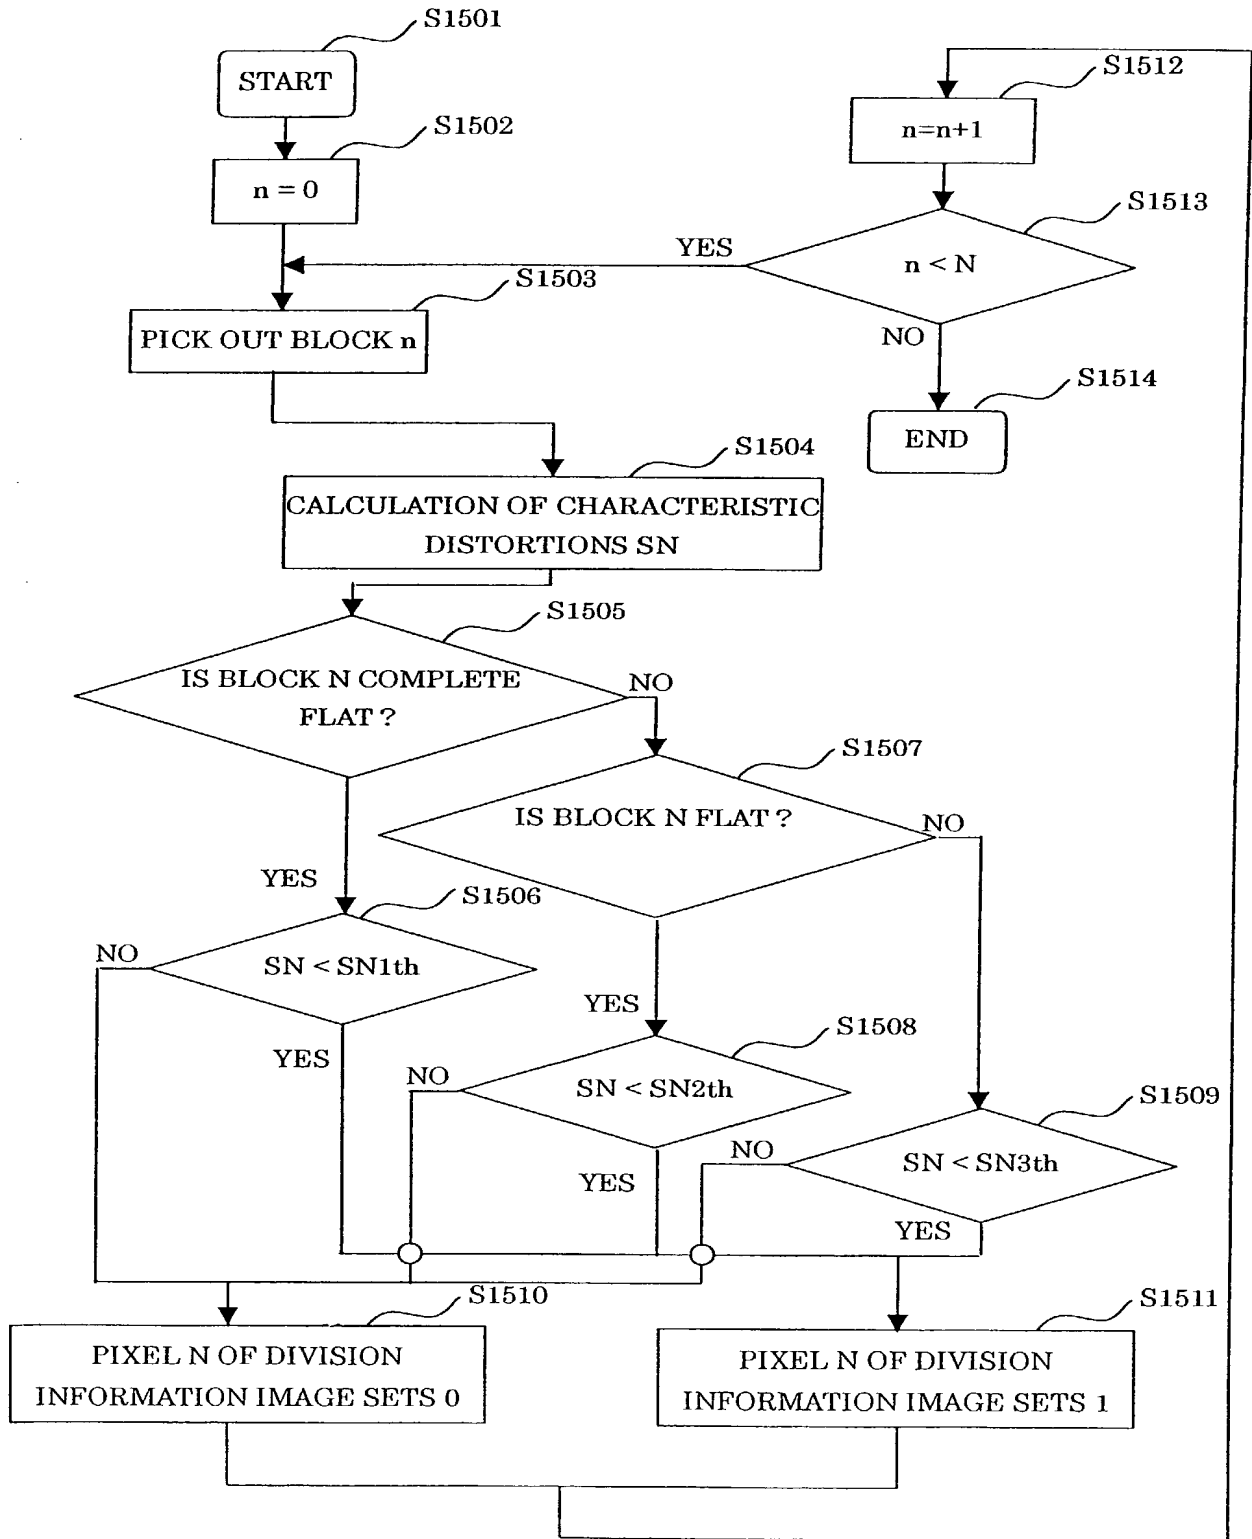 S1501
START
S1502
n = 0
S1512
n=n+1
S1513
n < N
YES
NO
S1514
END
S1503
PICK OUT BLOCK n
S1504
CALCULATION OF CHARACTERISTIC
DISTORTIONS SN
S1505
IS BLOCK N COMPLETE
FLAT ?
NO
YES
S1507
IS BLOCK N FLAT ?
NO
YES
S1506
SN < SN1th
NO
YES
S1508
SN < SN2th
NO
YES
S1509
SN < SN3th
NO
YES
S1510
PIXEL N OF DIVISION
INFORMATION IMAGE SETS 0
S1511
PIXEL N OF DIVISION
INFORMATION IMAGE SETS 1